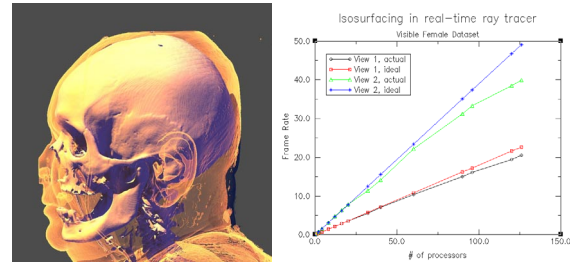 Isosurfacing in real-time ray tracer
Visible Female Dataset
50.0
40.0
30.0
20.0
10.0
0.0
View 1, actual
View 1, ideal
View 2, actual
View 2, ideal
Frame Rate
0.0 50.0 100.0 150.0
# of processors